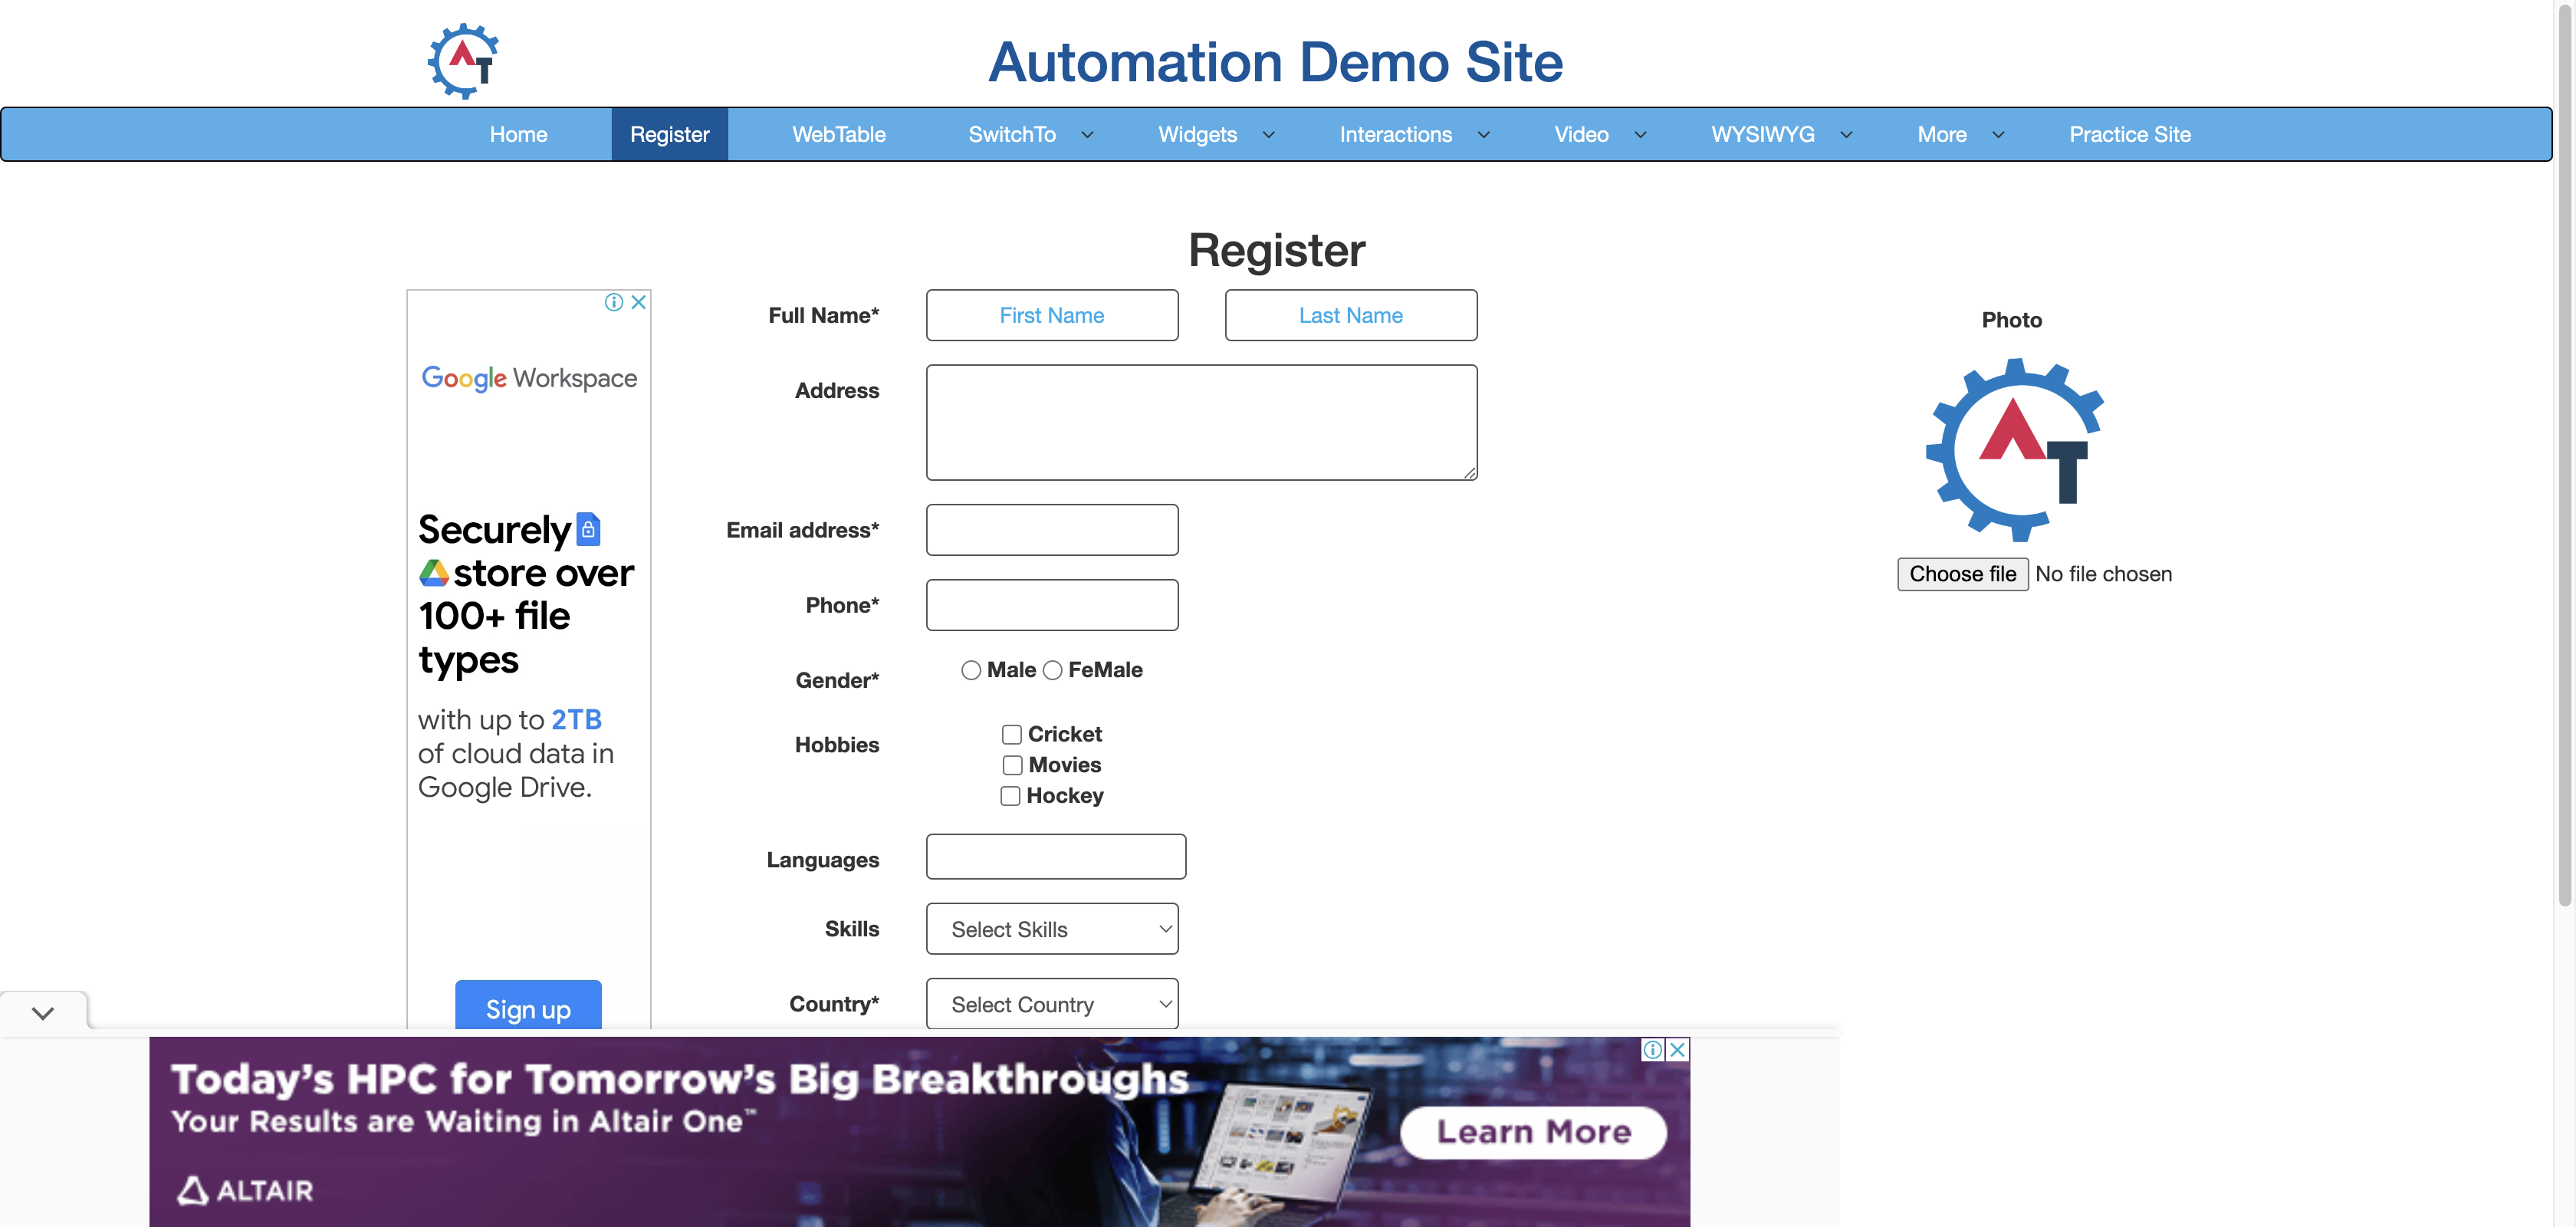 Automation Demo Site
Home Register WebTable SwitchTo Widgets Interactions Video WYSIWYG More Practice Site
Register
Full Name* First Name Last Name
Address
Email address*
Phone*
Gender* Male FeMale
Hobbies
Cricket
Movies
Hockey
Languages
Skills Select Skills
Country* Select Country
Photo
AT
Choose file No file chosen
Google Workspace
Securely
store over
100+ file
types
with up to 2TB
of cloud data in
Google Drive.
Sign up
Today's HPC for Tomorrow's Big Breakthroughs
Your Results are Waiting in Altair One™
Learn More
ALTAIR